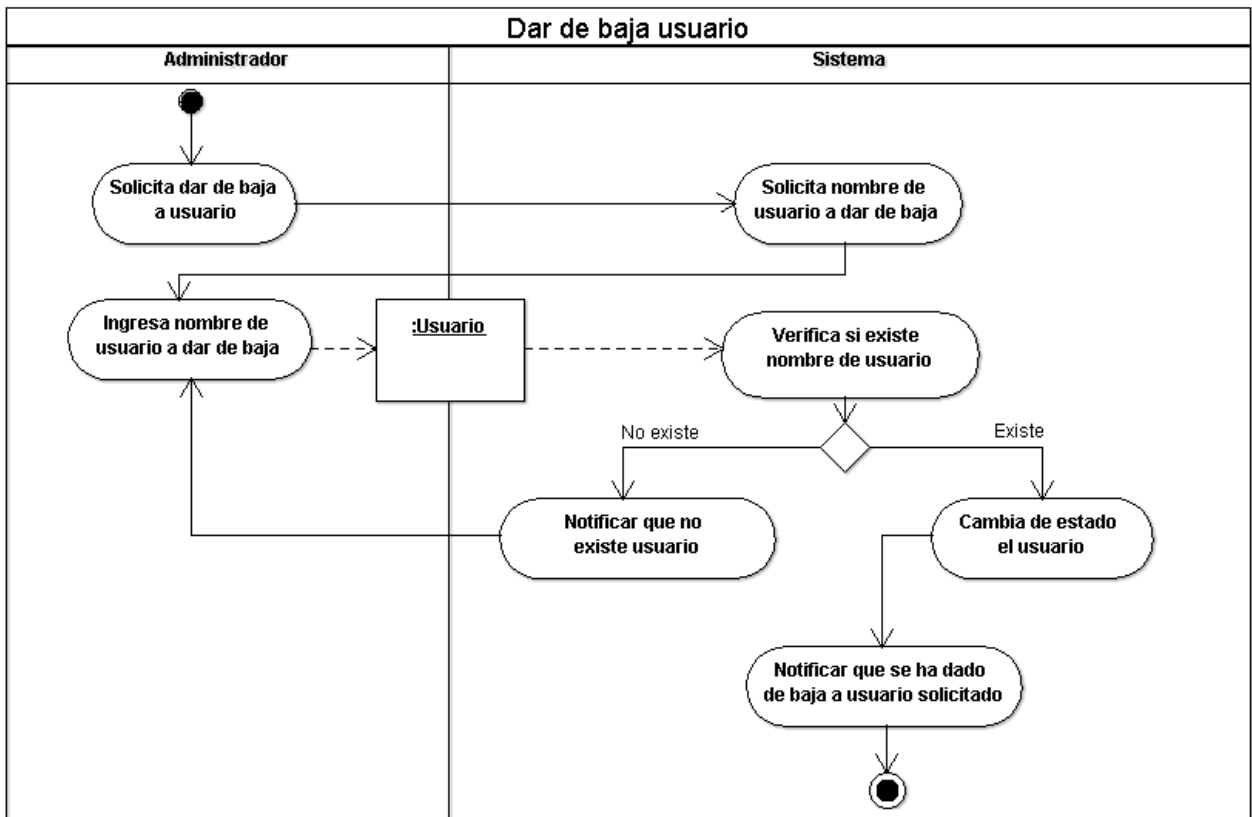 Dar de baja usuario
Administrador
Sistema
Solicita dar de baja
a usuario
Solicita nombre de
usuario a dar de baja
Ingresa nombre de
usuario a dar de baja
:Usuario
Verifica si existe
nombre de usuario
No existe
Existe
Notificar que no
existe usuario
Cambia de estado
el usuario
Notificar que se ha dado
de baja a usuario solicitado